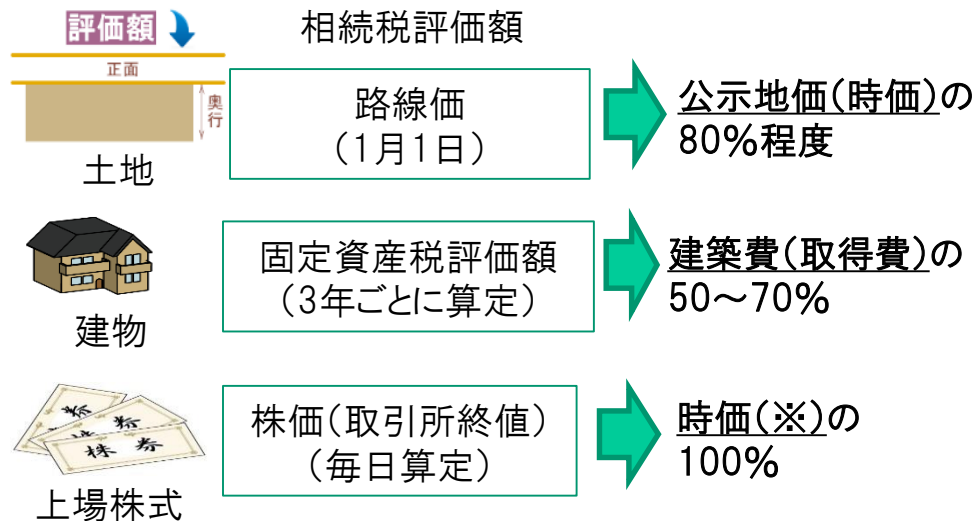 評価額
相続税評価額
正面
奥行
土地
路線価
（1月1日）
公示地価（時価）の
80％程度
建物
固定資産税評価額
（3年ごとに算定）
建築費（取得費）の
50～70％
株券
株券
株券
上場株式
株価（取引所終値）
（毎日算定）
時価（※）の
100％